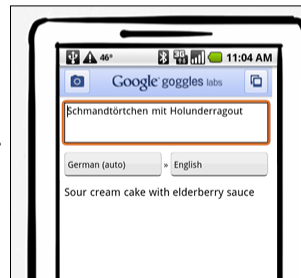 46°
3G
11:04 AM
Google goggles labs
Schmandtörtchen mit Holunderragout
German (auto) » English
Sour cream cake with elderberry sauce